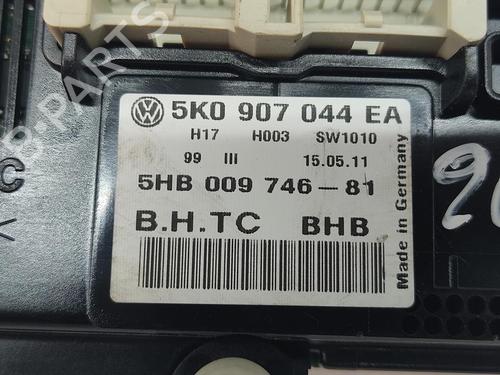 5K0 907 044 EA
H17 H003 SW1010
99 III 15.05.11
5HB 009 746-81
B.H.TC BHB
Made in Germany